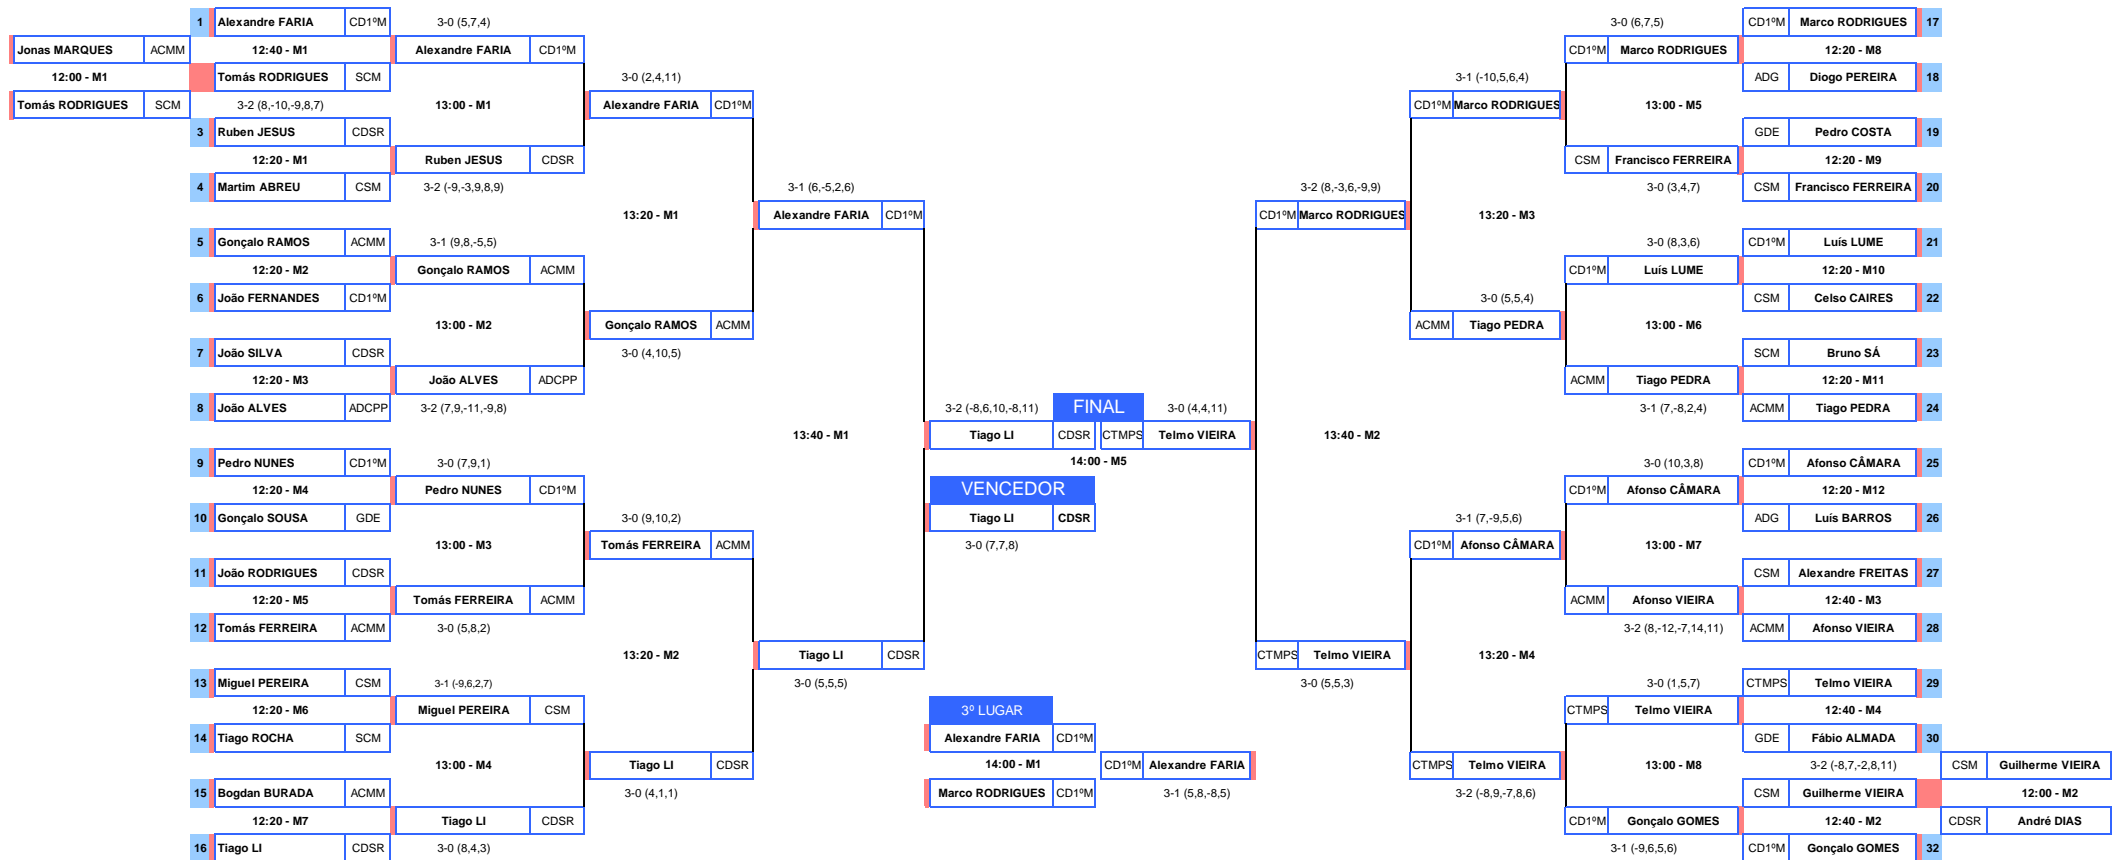 1 Alexandre FARIA CD1ºM 3-0 (5,7,4) 3-0 (6,7,5) CD1ºM Marco RODRIGUES 17
Jonas MARQUES ACMM 12:40 - M1 Alexandre FARIA CD1ºM CD1ºM Marco RODRIGUES 12:20 - M8
12:00 - M1 Tomás RODRIGUES SCM 3-0 (2,4,11) 3-1 (-10,5,6,4) ADG Diogo PEREIRA 18
Tomás RODRIGUES SCM 3-2 (8,-10,-9,8,7) 13:00 - M1 Alexandre FARIA CD1ºM CD1ºM Marco RODRIGUES 13:00 - M5
3 Ruben JESUS CDSR GDE Pedro COSTA 19
12:20 - M1 Ruben JESUS CDSR CSM Francisco FERREIRA 12:20 - M9
4 Martim ABREU CSM 3-2 (-9,-3,9,8,9) 3-1 (6,-5,2,6) 3-2 (8,-3,6,-9,9) 3-0 (3,4,7) CSM Francisco FERREIRA 20
13:20 - M1 Alexandre FARIA CD1ºM CD1ºM Marco RODRIGUES 13:20 - M3
5 Gonçalo RAMOS ACMM 3-1 (9,8,-5,5) 3-0 (8,3,6) CD1ºM Luís LUME 21
12:20 - M2 Gonçalo RAMOS ACMM CD1ºM Luís LUME 12:20 - M10
6 João FERNANDES CD1ºM 3-0 (5,5,4) CSM Celso CAIRES 22
13:00 - M2 Gonçalo RAMOS ACMM ACMM Tiago PEDRA 13:00 - M6
7 João SILVA CDSR 3-0 (4,10,5) SCM Bruno SÁ 23
12:20 - M3 João ALVES ADCPP ACMM Tiago PEDRA 12:20 - M11
8 João ALVES ADCPP 3-2 (7,9,-11,-9,8) 3-2 (-8,6,10,-8,11) FINAL 3-0 (4,4,11) 3-1 (7,-8,2,4) ACMM Tiago PEDRA 24
13:40 - M1 Tiago LI CDSR CTMPS Telmo VIEIRA 13:40 - M2
9 Pedro NUNES CD1ºM 3-0 (7,9,1) 14:00 - M5 3-0 (10,3,8) CD1ºM Afonso CÂMARA 25
12:20 - M4 Pedro NUNES CD1ºM VENCEDOR CD1ºM Afonso CÂMARA 12:20 - M12
10 Gonçalo SOUSA GDE 3-0 (9,10,2) Tiago LI CDSR 3-1 (7,-9,5,6) ADG Luís BARROS 26
13:00 - M3 Tomás FERREIRA ACMM 3-0 (7,7,8) CD1ºM Afonso CÂMARA 13:00 - M7
11 João RODRIGUES CDSR CSM Alexandre FREITAS 27
12:20 - M5 Tomás FERREIRA ACMM ACMM Afonso VIEIRA 12:40 - M3
12 Tomás FERREIRA ACMM 3-0 (5,8,2) 3-2 (8,-12,-7,14,11) ACMM Afonso VIEIRA 28
13:20 - M2 Tiago LI CDSR CTMPS Telmo VIEIRA 13:20 - M4
13 Miguel PEREIRA CSM 3-1 (-9,6,2,7) 3-0 (5,5,5) 3-0 (5,5,3) 3-0 (1,5,7) CTMPS Telmo VIEIRA 29
12:20 - M6 Miguel PEREIRA CSM 3º LUGAR CTMPS Telmo VIEIRA 12:40 - M4
14 Tiago ROCHA SCM Alexandre FARIA CD1ºM GDE Fábio ALMADA 30
13:00 - M4 Tiago LI CDSR 14:00 - M1 CD1ºM Alexandre FARIA CTMPS Telmo VIEIRA 13:00 - M8 3-2 (-8,7,-2,8,11) CSM Guilherme VIEIRA
15 Bogdan BURADA ACMM 3-0 (4,1,1) Marco RODRIGUES CD1ºM 3-1 (5,8,-8,5) 3-2 (-8,9,-7,8,6) CSM Guilherme VIEIRA 12:00 - M2
12:20 - M7 Tiago LI CDSR CD1ºM Gonçalo GOMES 12:40 - M2 CDSR André DIAS
16 Tiago LI CDSR 3-0 (8,4,3) 3-1 (-9,6,5,6) CD1ºM Gonçalo GOMES 32